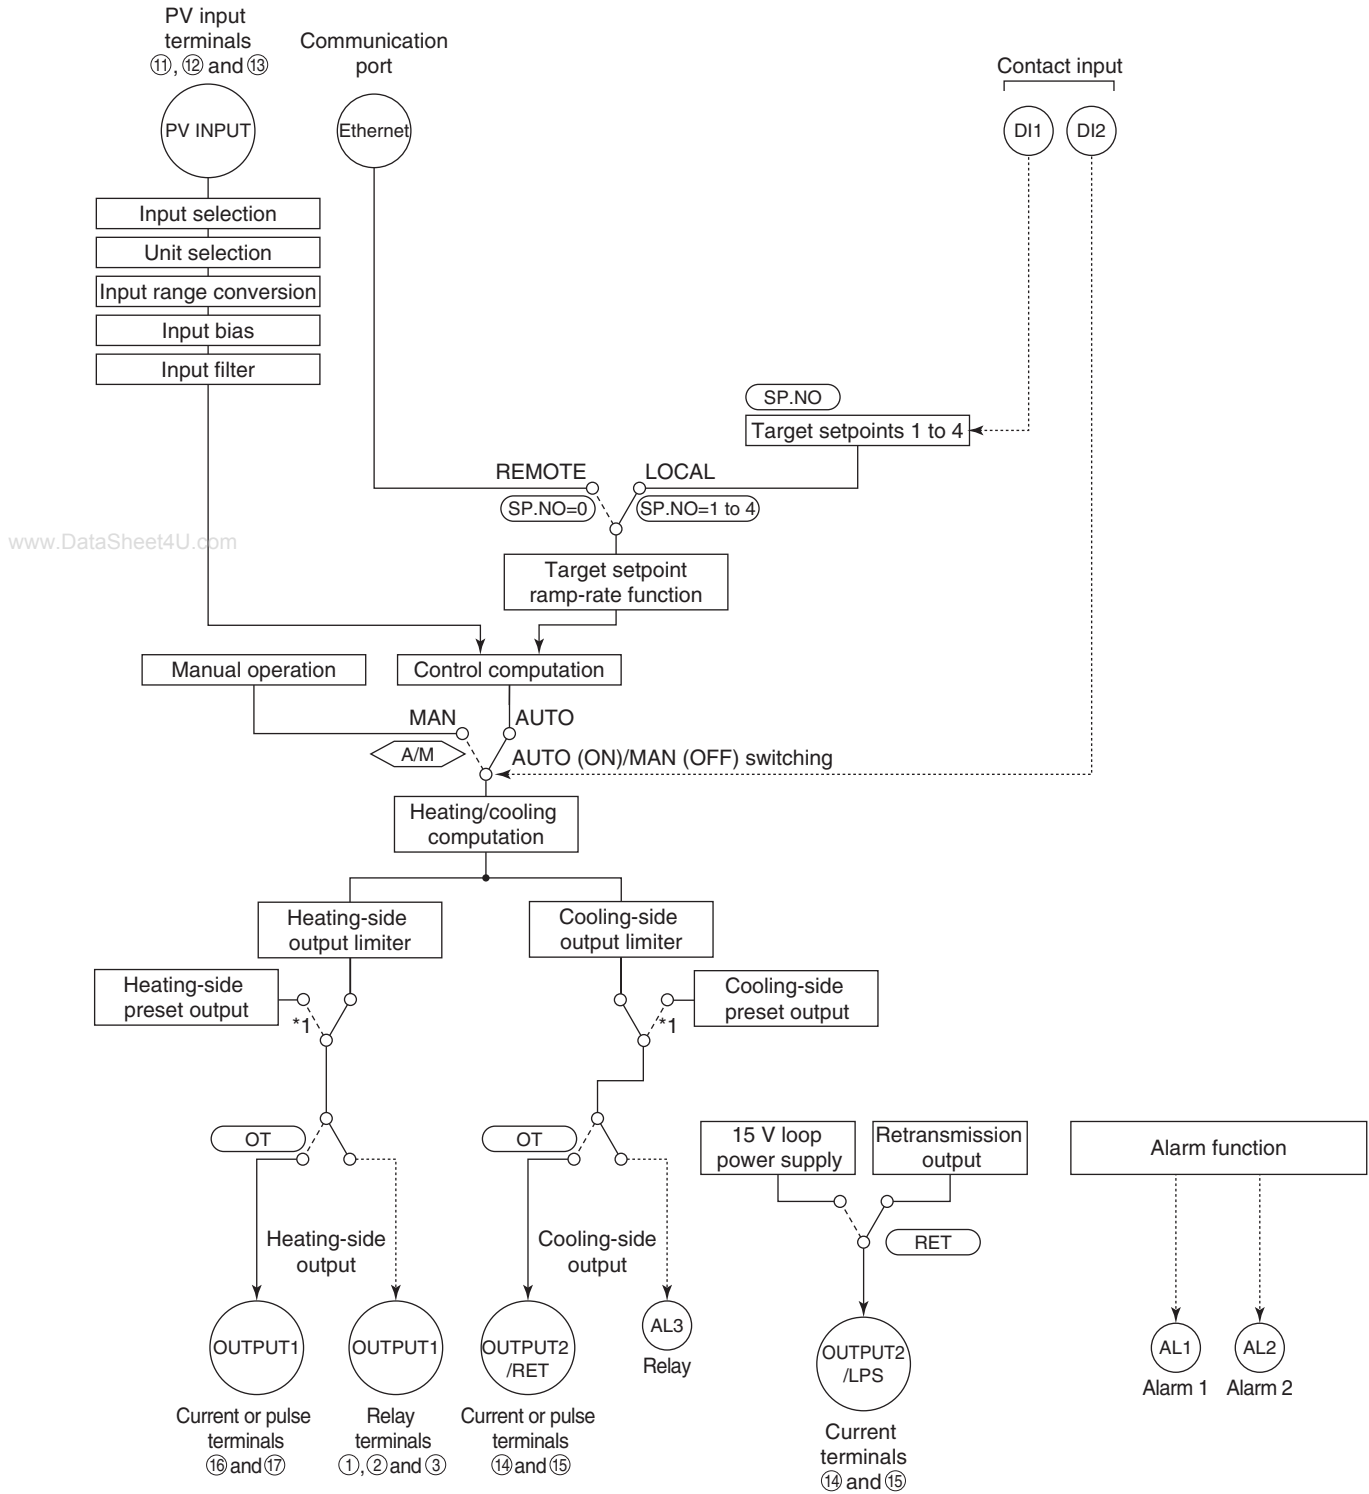 PV input
terminals
⑪, ⑫ and ⑬
Communication
port
Contact input
PV INPUT
Ethernet
DI1
DI2
Input selection
Unit selection
Input range conversion
Input bias
Input filter
SP.NO
Target setpoints 1 to 4
REMOTE
LOCAL
SP.NO=0
SP.NO=1 to 4
www.DataSheet4U.com
Target setpoint
ramp-rate function
Manual operation
Control computation
MAN
AUTO
A/M
AUTO (ON)/MAN (OFF) switching
Heating/cooling
computation
Heating-side
output limiter
Cooling-side
output limiter
Heating-side
preset output
*1
*1
Cooling-side
preset output
OT
OT
15 V loop
power supply
Retransmission
output
Alarm function
RET
Heating-side
output
Cooling-side
output
OUTPUT1
OUTPUT1
OUTPUT2
/RET
AL3
Relay
OUTPUT2
/LPS
AL1
AL2
Alarm 1
Alarm 2
Current or pulse
terminals
⑯ and ⑰
Relay
terminals
①, ② and ③
Current or pulse
terminals
⑭ and ⑮
Current
terminals
⑭ and ⑮